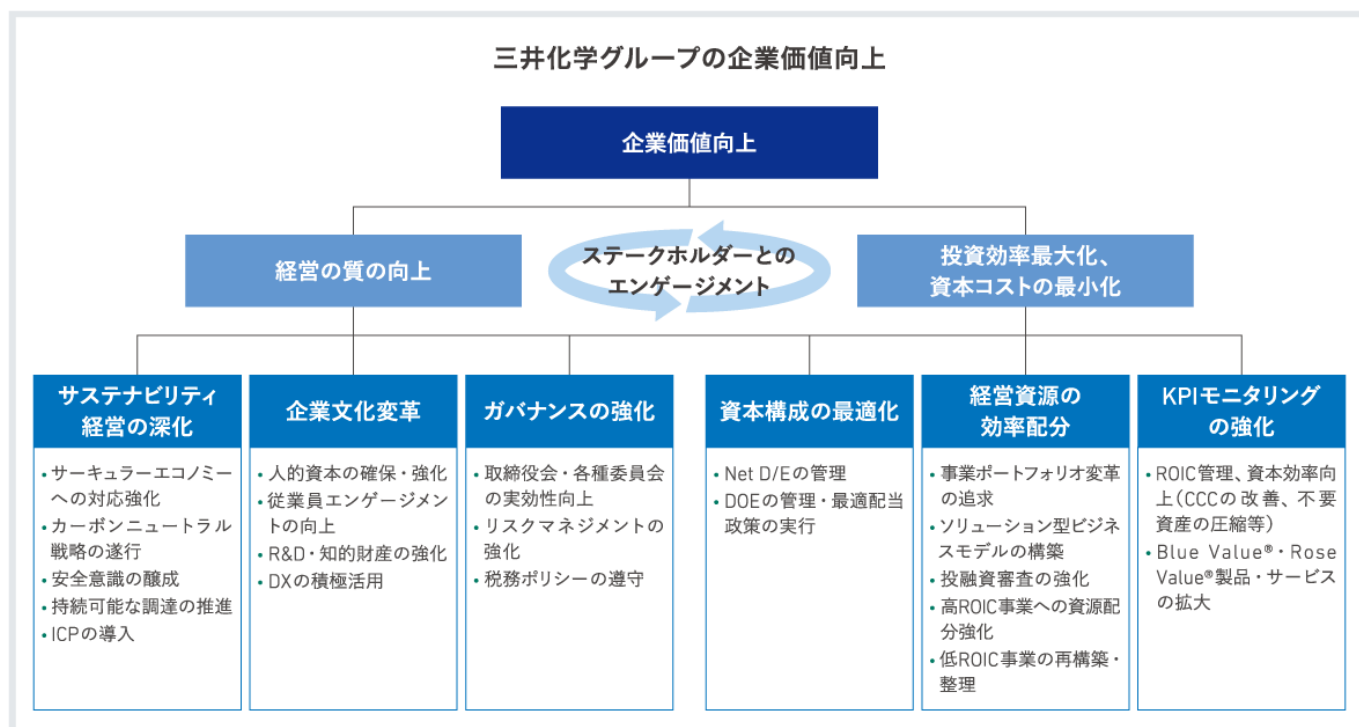 三井化学グループの企業価値向上
企業価値向上
経営の質の向上
ステークホルダーとの
エンゲージメント
投資効率最大化、
資本コストの最小化
サステナビリティ
経営の深化
・サーキュラーエコノミー
への対応強化
・カーボンニュートラル
戦略の遂行
・安全意識の醸成
・持続可能な調達の推進
・ICPの導入
企業文化変革
・人的資本の確保・強化
・従業員エンゲージメン
トの向上
・R&D・知的財産の強化
・DXの積極活用
ガバナンスの強化
・取締役会・各種委員会
の実効性向上
・リスクマネジメントの
強化
・税務ポリシーの遵守
資本構成の最適化
・Net D/Eの管理
・DOEの管理・最適配当
政策の実行
経営資源の
効率配分
・事業ポートフォリオ変革
の追求
・ソリューション型ビジネ
スモデルの構築
・投融資審査の強化
・高ROIC事業への資源配
分強化
・低ROIC事業の再構築・
整理
KPIモニタリング
の強化
・ROIC管理、資本効率向
上(CCCの改善、不要
資産の圧縮等)
・Blue Value®・Rose
Value®製品・サービス
の拡大